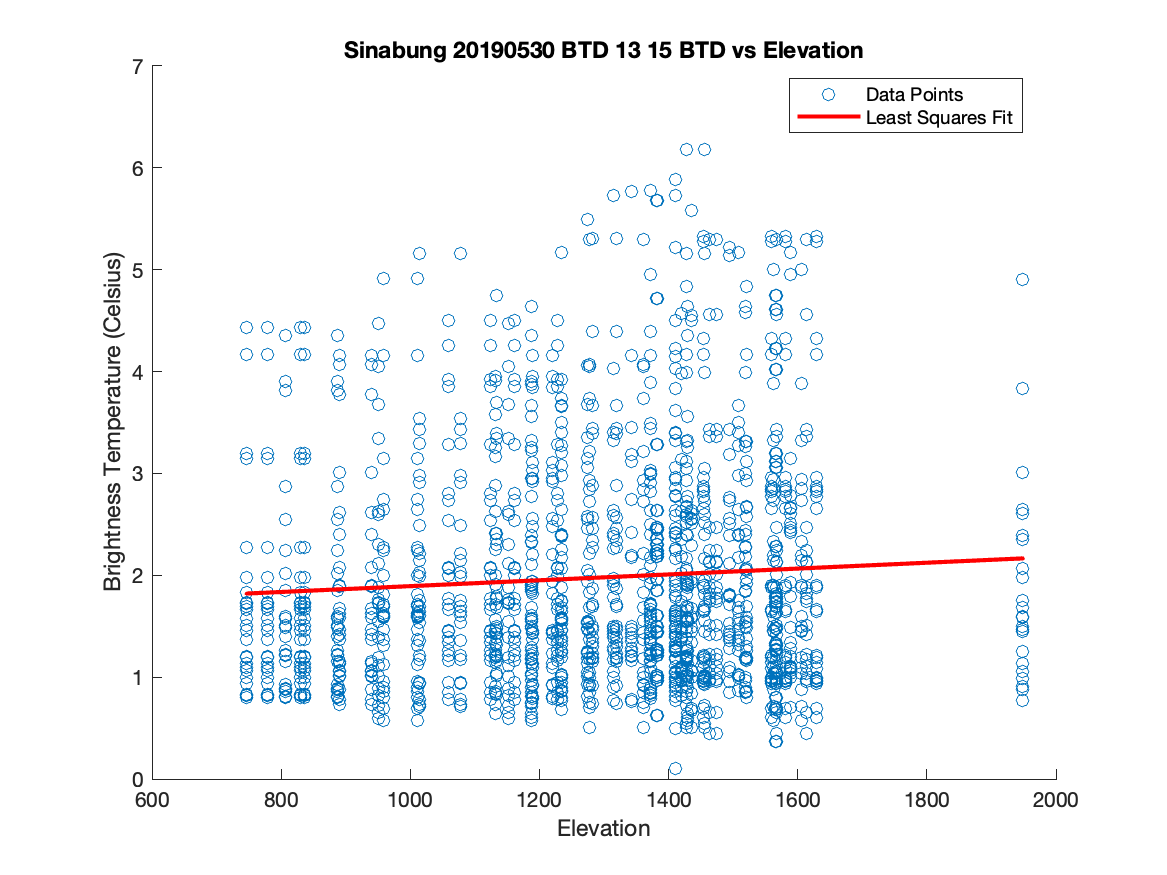 Sinabung 20190530 BTD 13 15 BTD vs Elevation
Data Points
Least Squares Fit
Brightness Temperature (Celsius)
7
6
5
4
3
2
1
0
600 800 1000 1200 1400 1600 1800 2000
Elevation